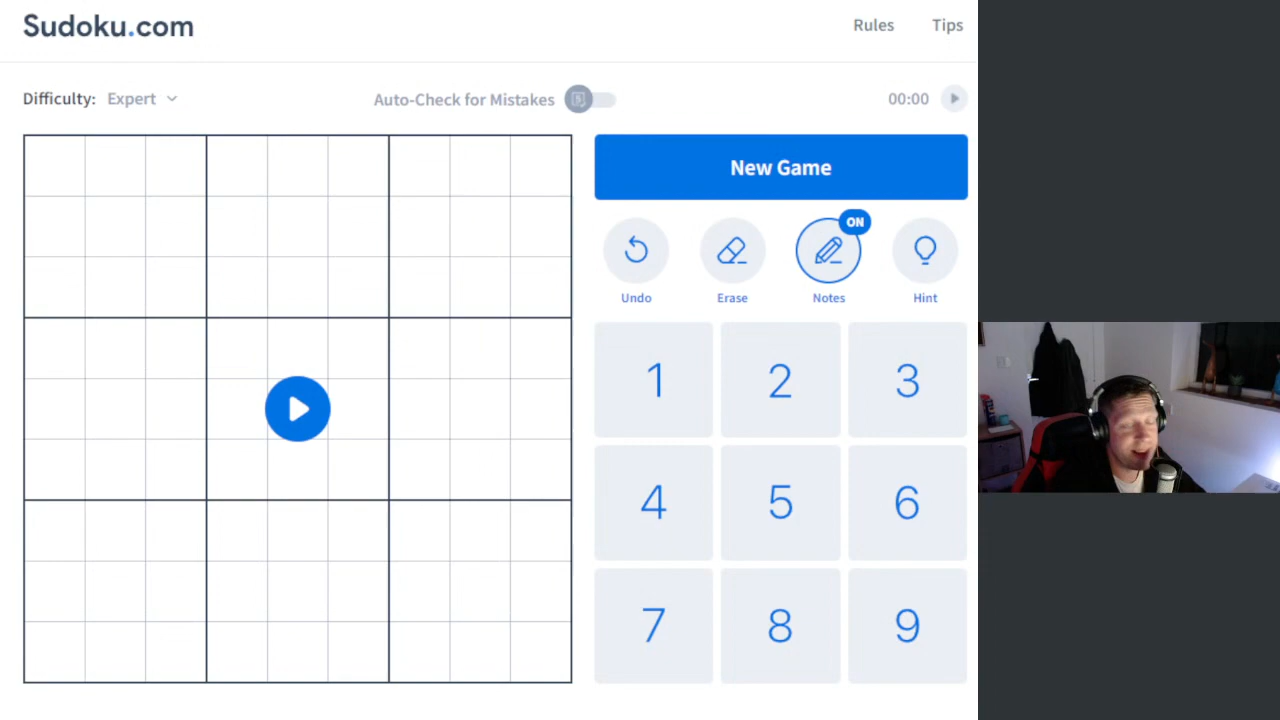 Sudoku.com
Rules
Tips
Difficulty: Expert
Auto-Check for Mistakes
00:00
New Game
ON
Undo
Erase
Notes
Hint
1 2 3
4 5 6
7 8 9